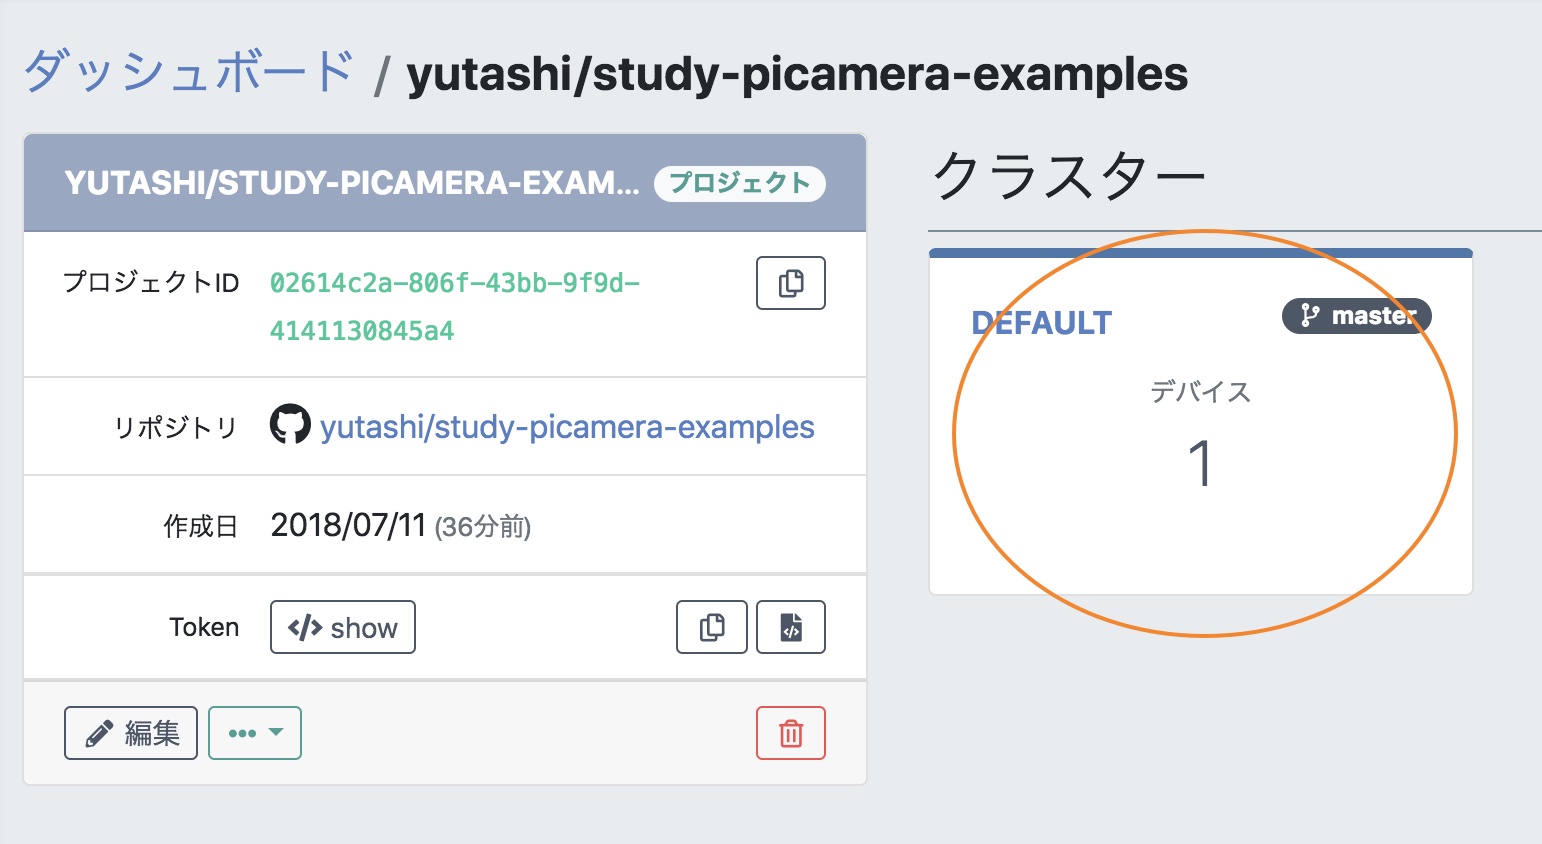 ダッシュボード / yutashi/study-picamera-examples
YUTASHI/STUDY-PICAMERA-EXAM... プロジェクト
プロジェクトID 02614c2a-806f-43bb-9f9d-
4141130845a4
リポジトリ yutashi/study-picamera-examples
作成日 2018/07/11 (36分前)
Token </> show
編集
クラスター
DEFAULT master
デバイス
1